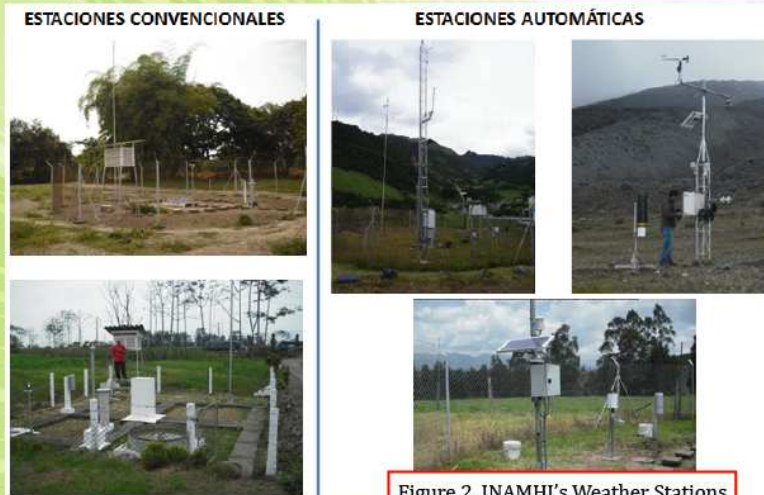 ESTACIONES CONVENCIONALES
ESTACIONES AUTOMÁTICAS
Figure 2. INAMHI's Weather Stations